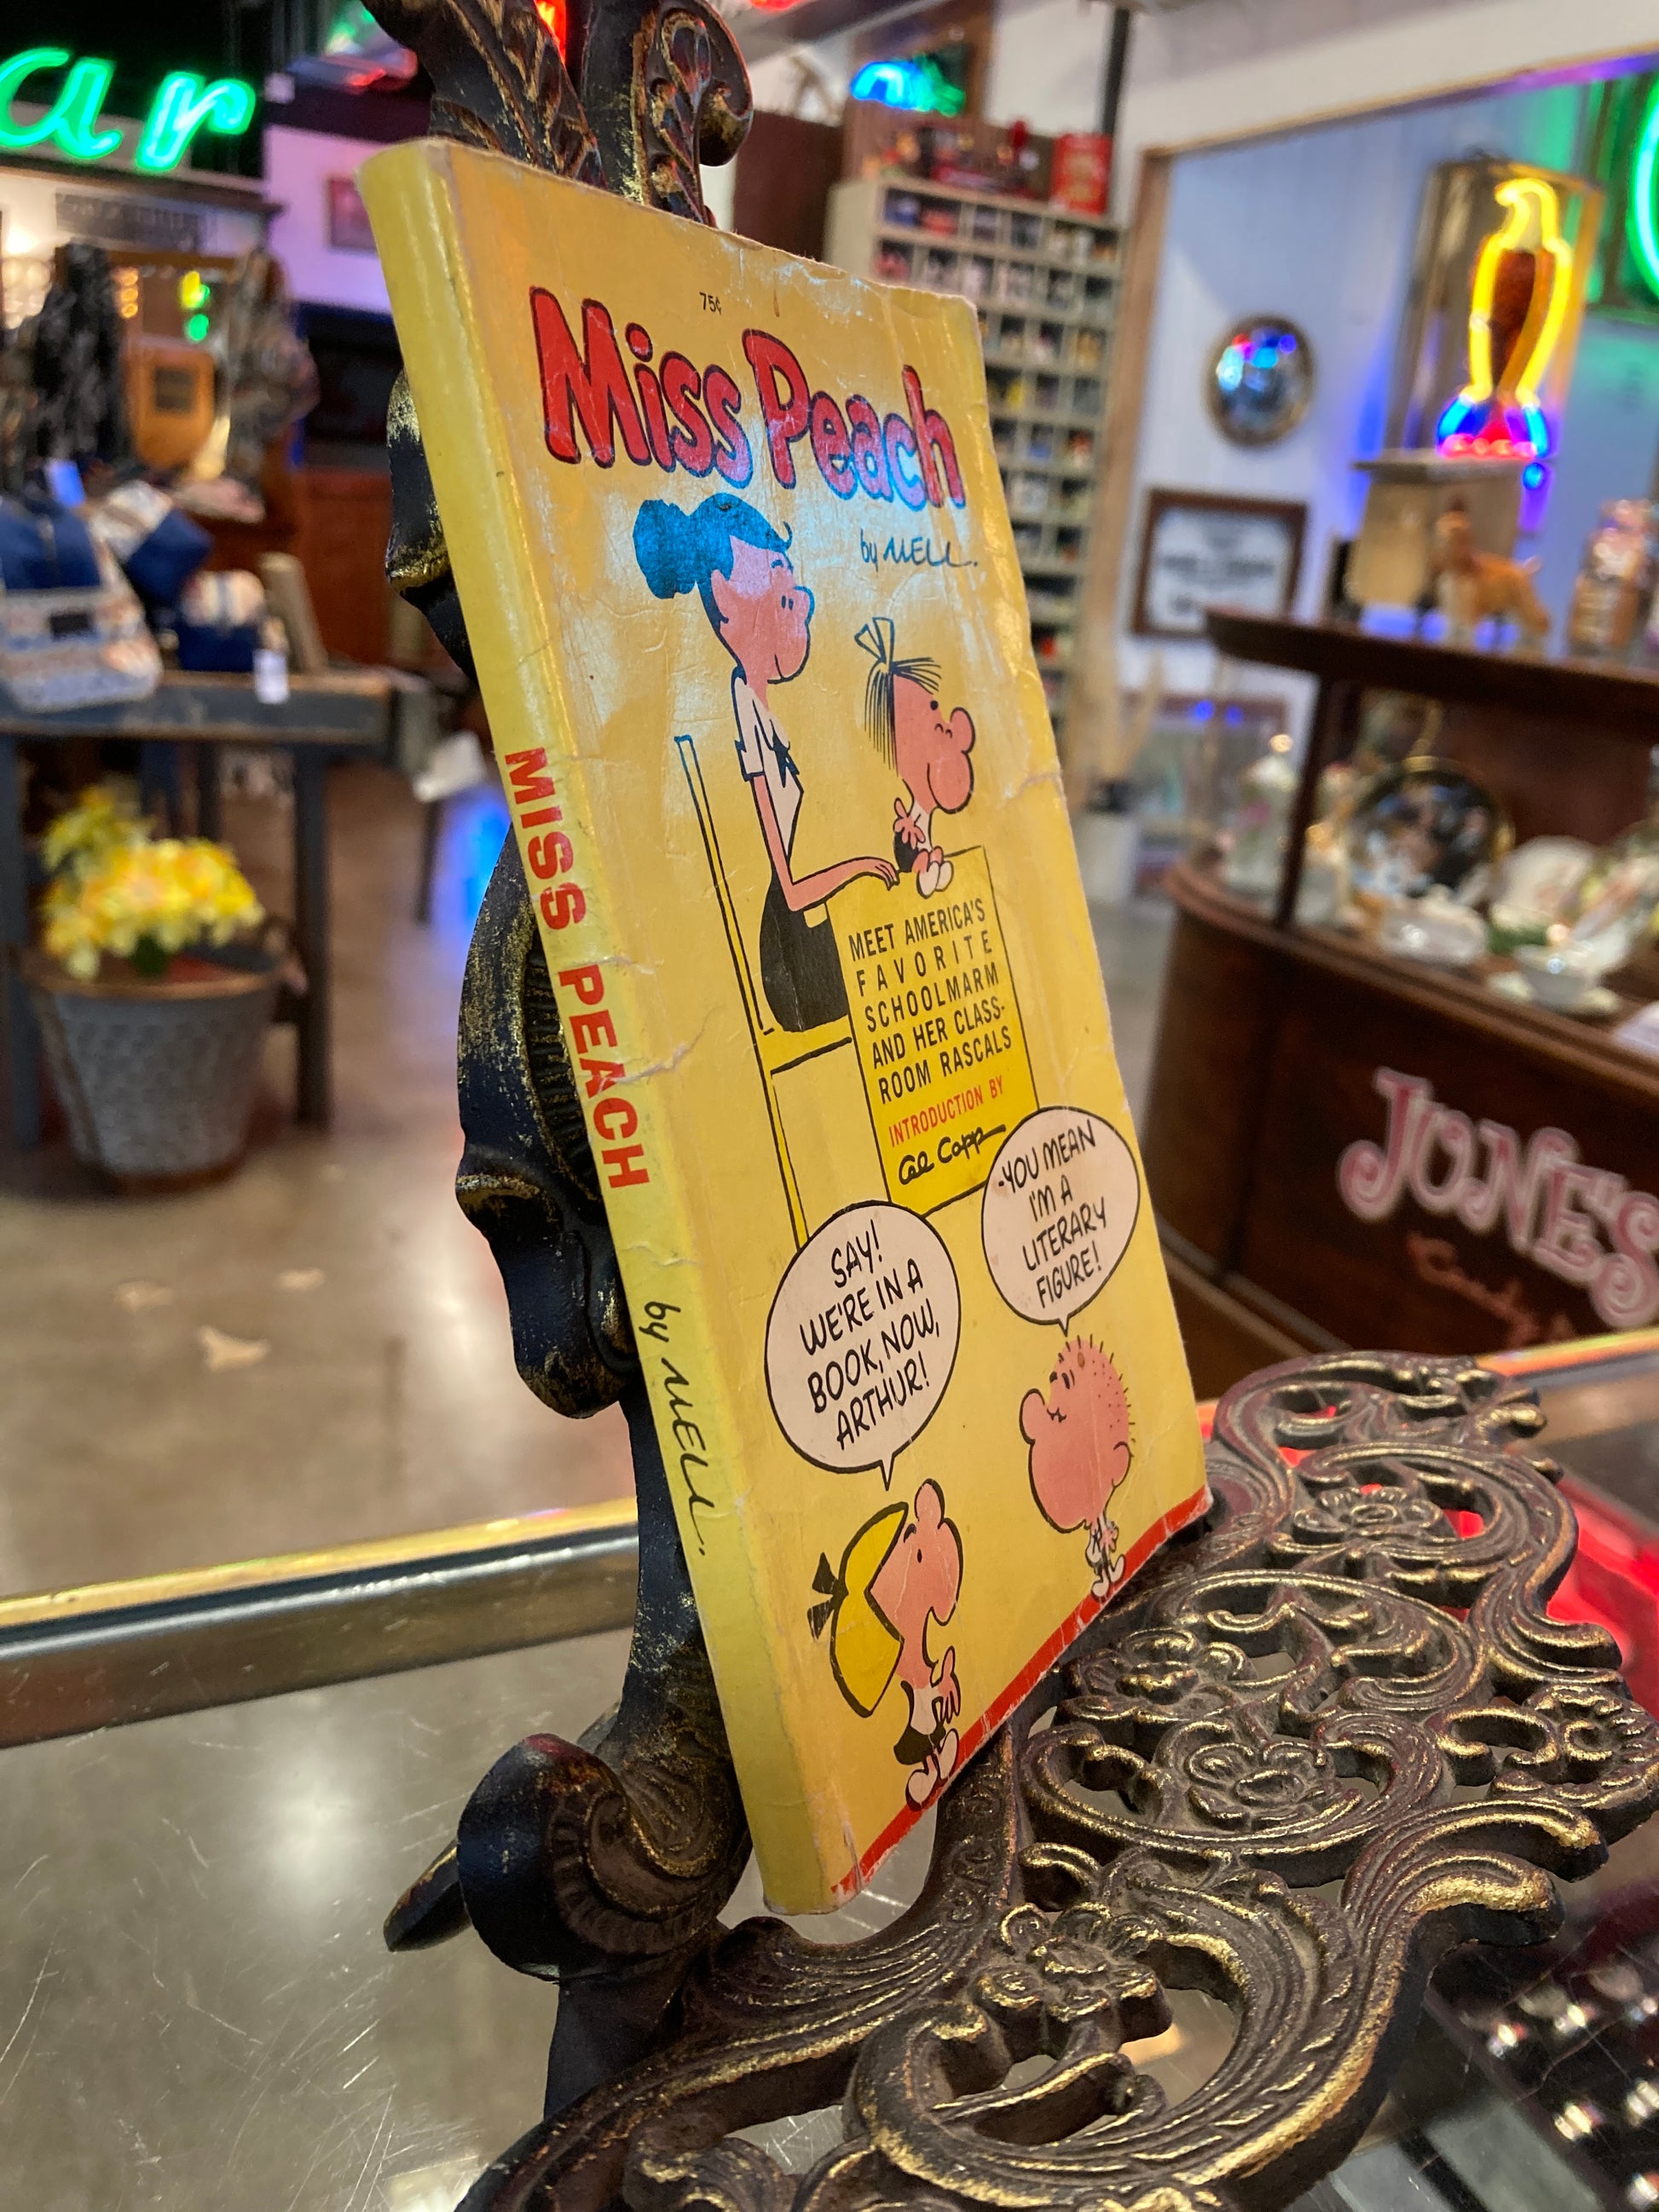 ar
75¢
Miss Peach
by MELL.
MEET AMERICA'S
FAVORITE
SCHOOLMARM
AND HER CLASS-
ROOM RASCALS
INTRODUCTION BY
Al Capp
SAY!
WE'RE IN A
BOOK, NOW,
ARTHUR!
-YOU MEAN
I'M A
LITERARY
FIGURE!
MISS PEACH by MELL.
JONE'S